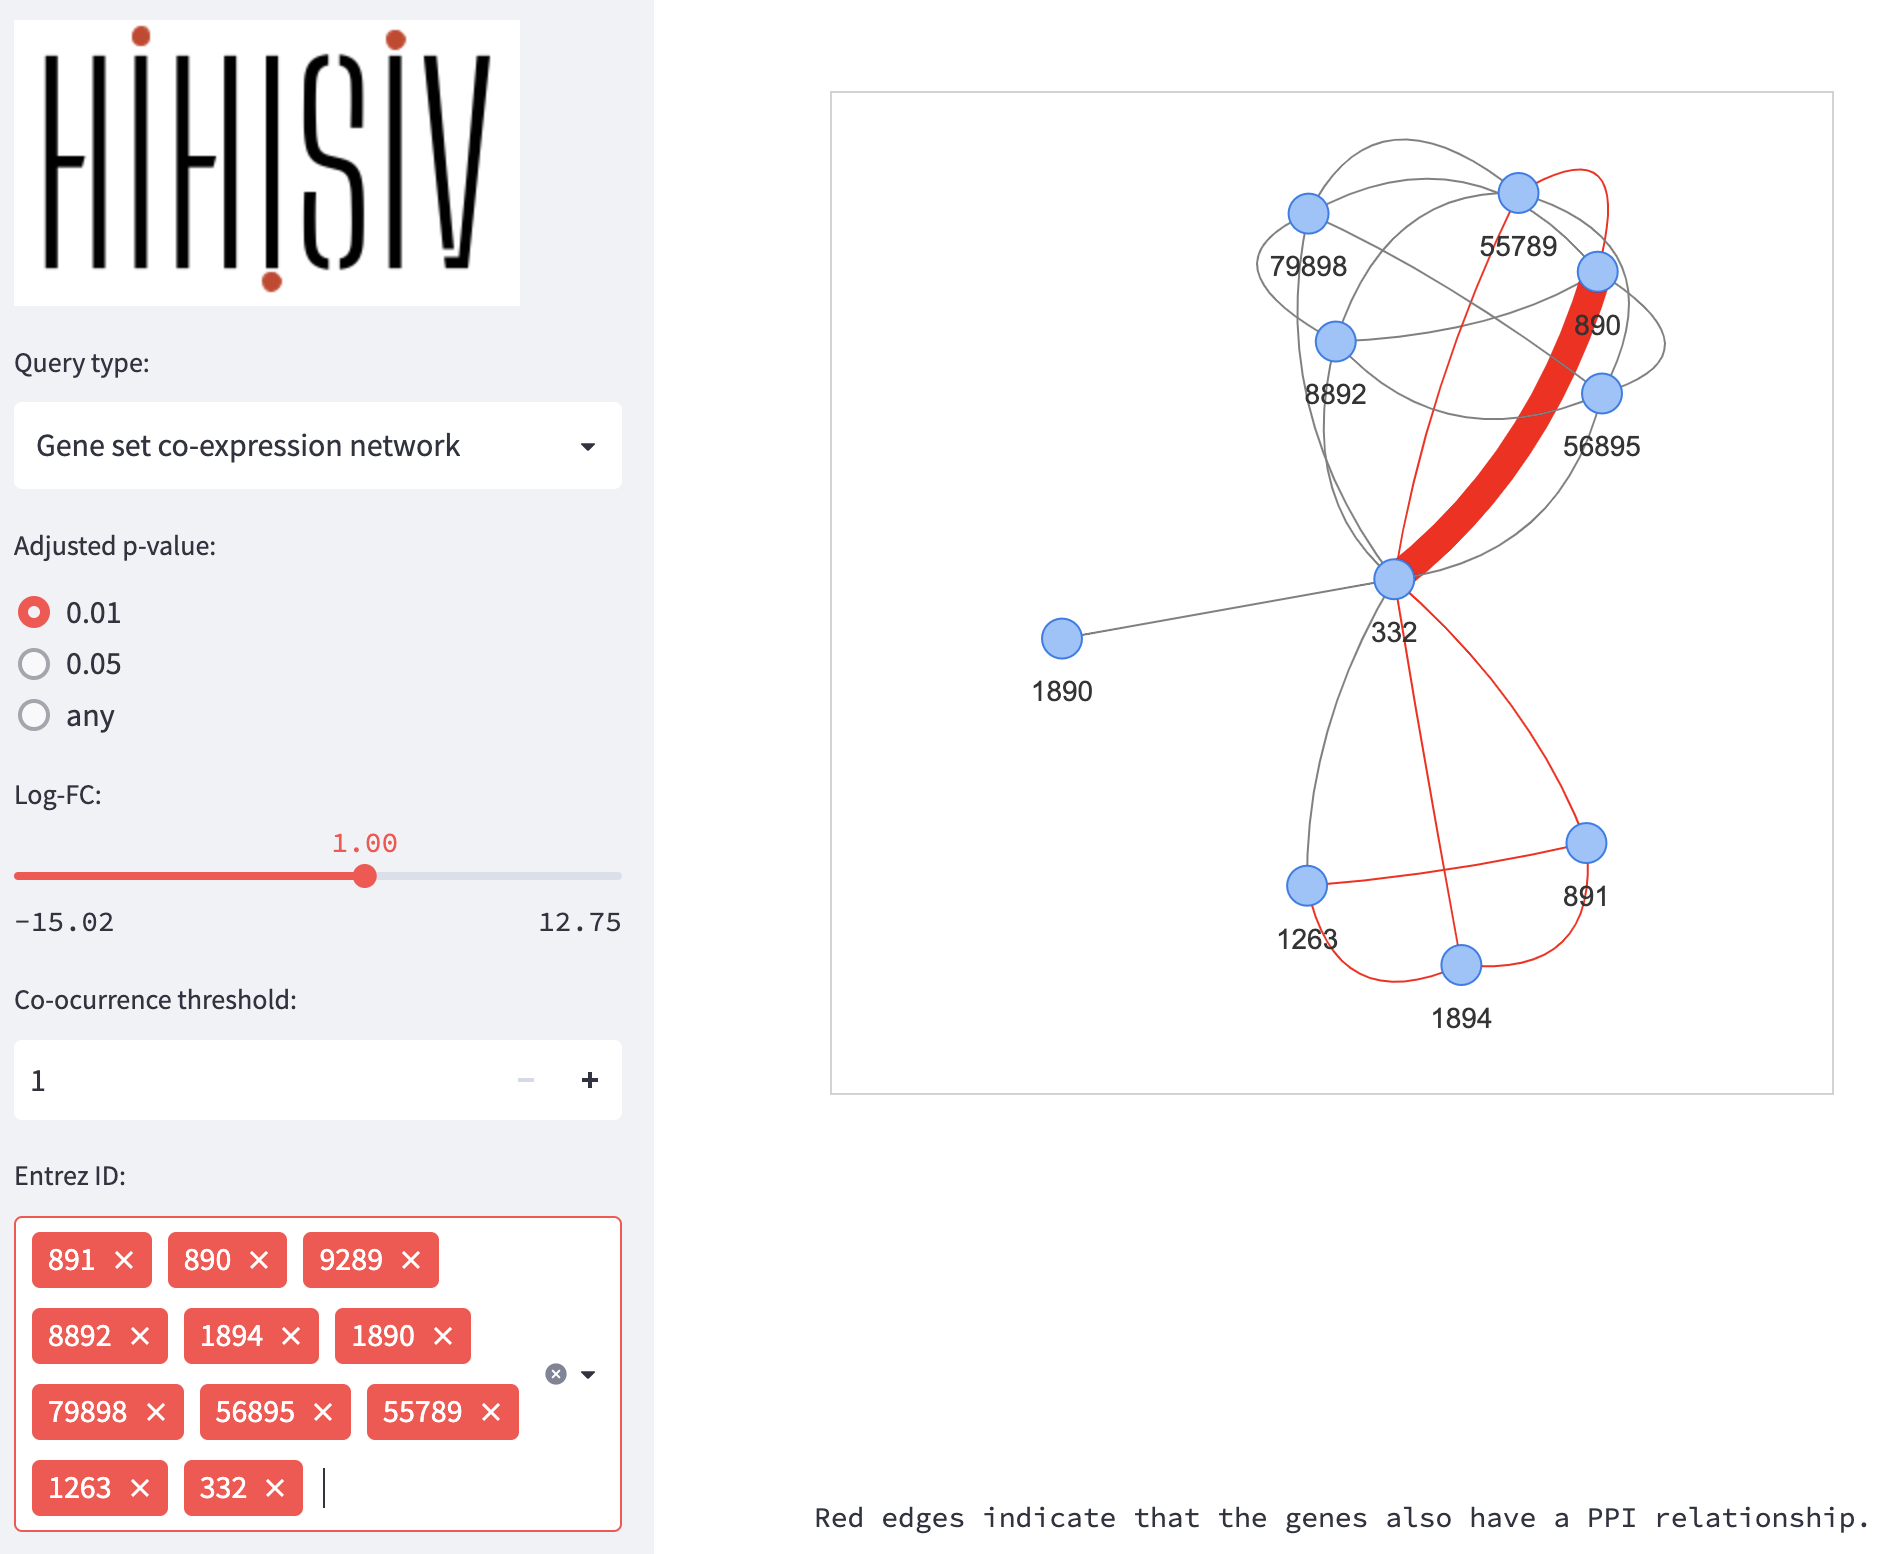 HIHISIV
Query type:
Gene set co-expression network
Adjusted p-value:
0.01
0.05
any
Log-FC:
1.00
−15.02 12.75
Co-ocurrence threshold:
1
Entrez ID:
891 890 9289
8892 1894 1890
79898 56895 55789
1263 332
55789
79898
890
8892
56895
332
1890
891
1263
1894
Red edges indicate that the genes also have a PPI relationship.